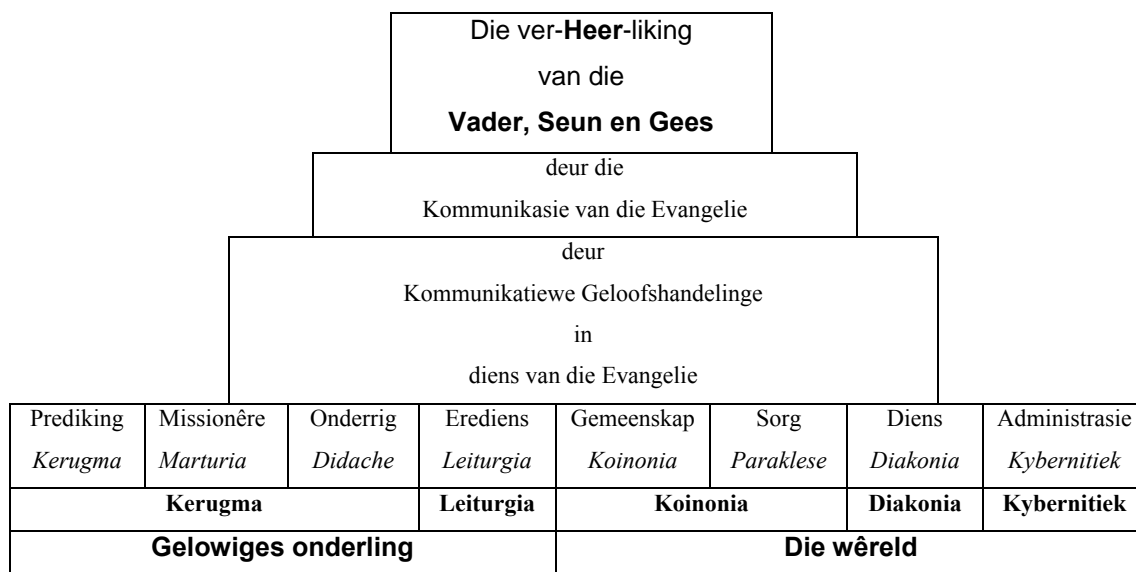 Die ver-Heer-liking
van die
Vader, Seun en Gees
deur die
Kommunikasie van die Evangelie
deur
Kommunikatiewe Geloofshandelinge
in
diens van die Evangelie
Prediking Missionêre Onderrig Erediens Gemeenskap Sorg Diens Administrasie
Kerugma Marturia Didache Leiturgia Koinonia Paraklese Diakonia Kybernitiek
Kerugma Leiturgia Koinonia Diakonia Kybernitiek
Gelowiges onderling Die wêreld